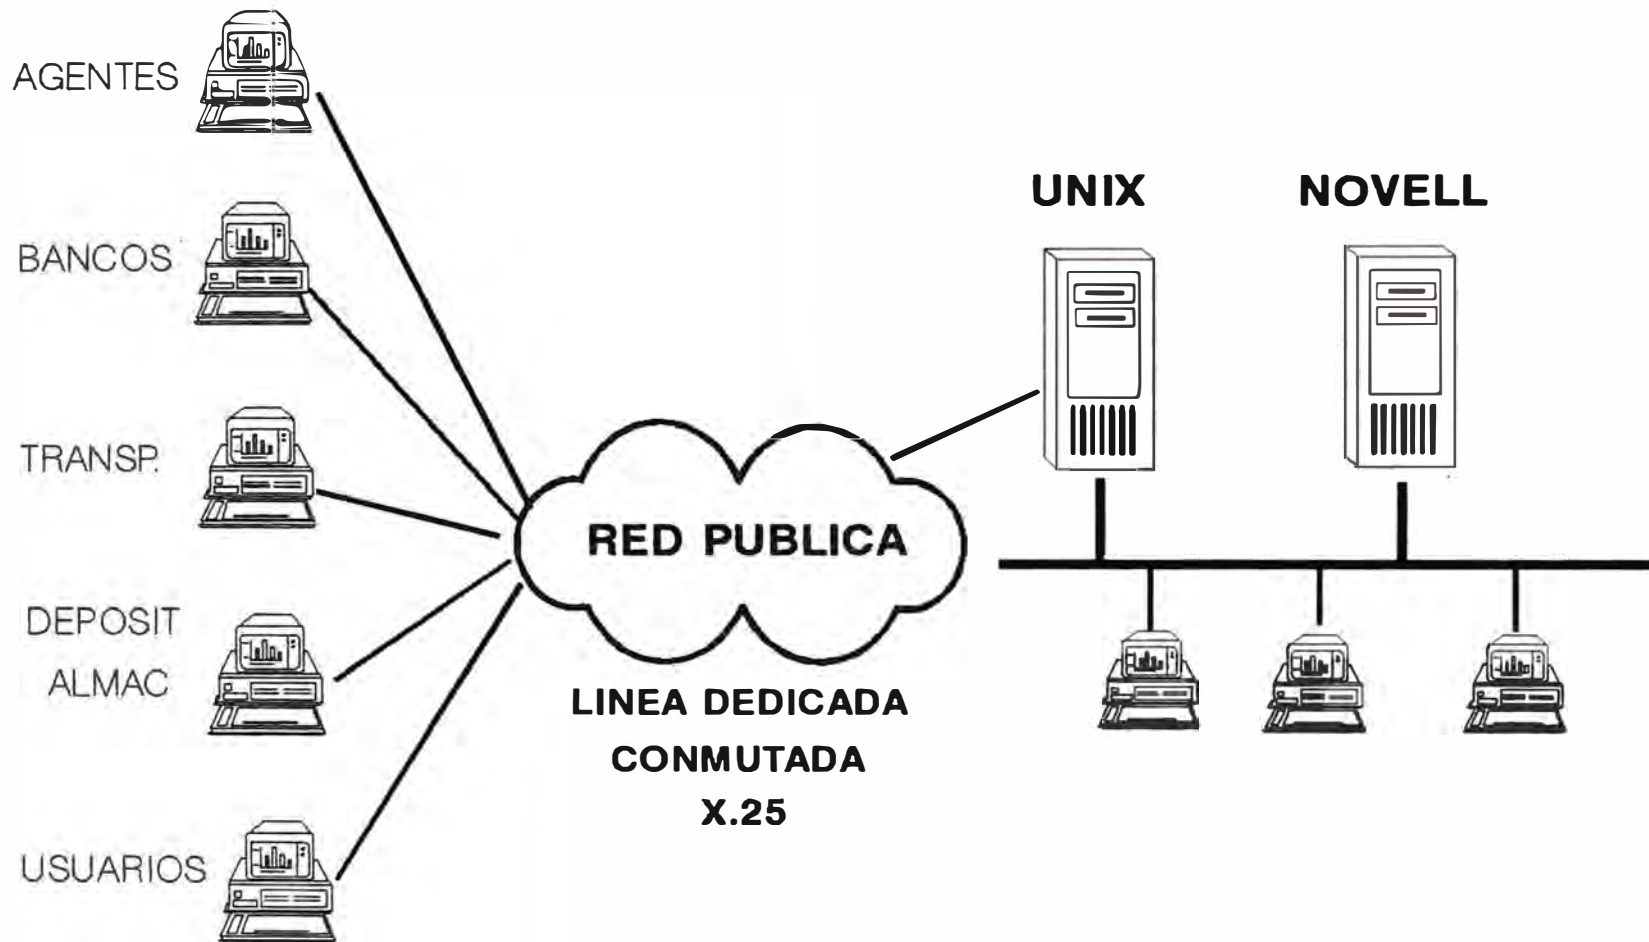 AGENTES
BANCOS
TRANSP.
DEPOSIT
ALMAC
USUARIOS
RED PUBLICA
LINEA DEDICADA
CONMUTADA
X.25
UNIX
NOVELL